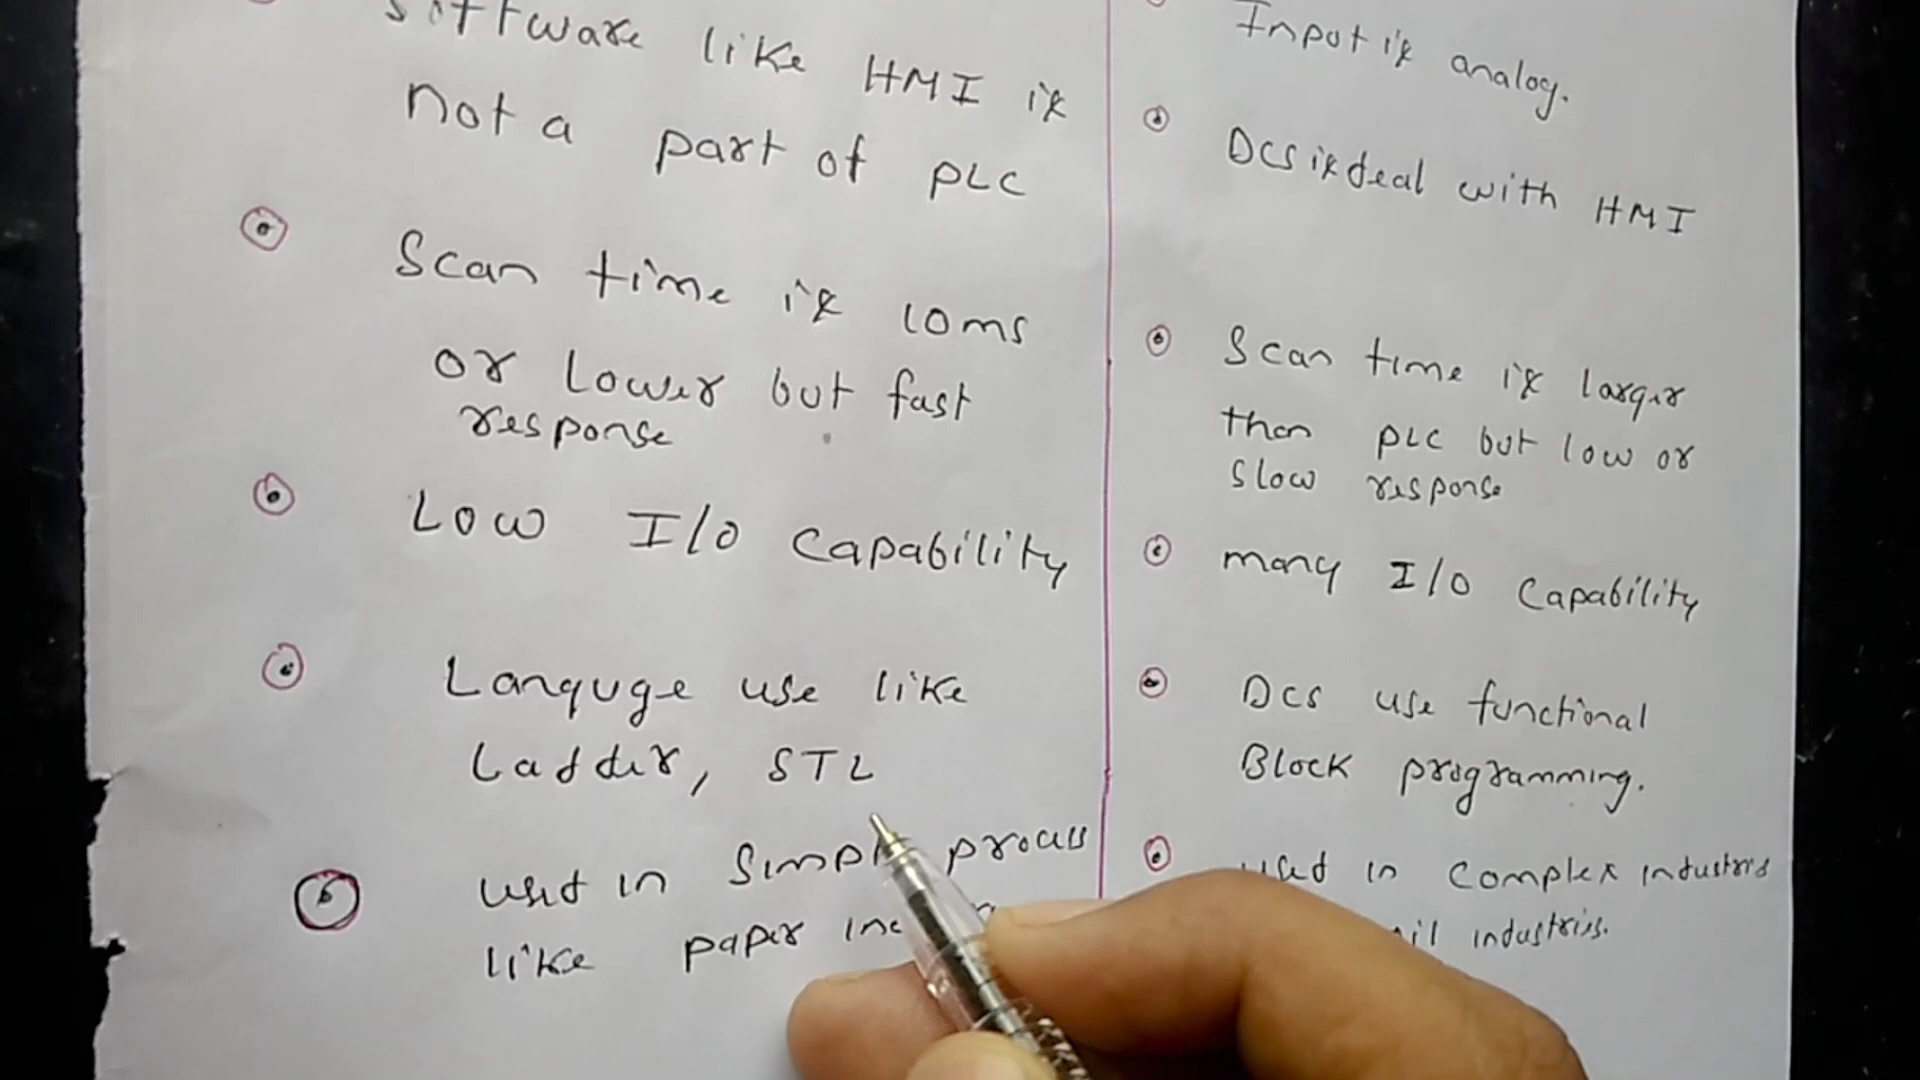 Software like HMI is
not a part of PLC
Scan time is 10ms
or Lower but fast
response
Low I/O Capability
Languge use like
Ladder, STL
used in simple process
like paper
Input is analog.
DCS is deal with HMI
Scan time is larger
than PLC but low or
slow response
many I/O Capability
DCS use functional
Block programming.
used in Complex industries
oil industries.